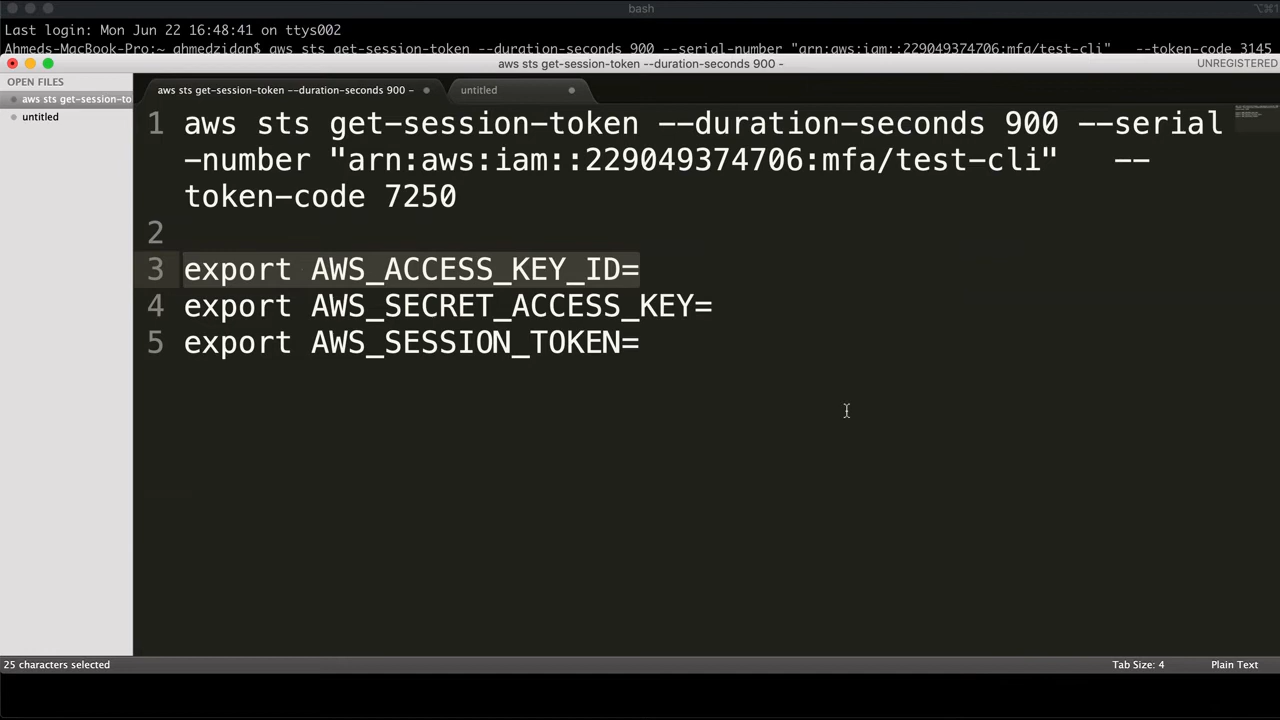 bash
⌥⌘1
Last login: Mon Jun 22 16:48:41 on ttys002
Ahmeds-MacBook-Pro:~ ahmedzidan$ aws sts get-session-token --duration-seconds 900 --serial-number "arn:aws:iam::229049374706:mfa/test-cli"   --token-code 3145
aws sts get-session-token --duration-seconds 900 -
UNREGISTERED
OPEN FILES
aws sts get-session-to
untitled
aws sts get-session-token --duration-seconds 900 -
untitled
1 aws sts get-session-token --duration-seconds 900 --serial
-number "arn:aws:iam::229049374706:mfa/test-cli"   --
token-code 7250
2
3 export AWS_ACCESS_KEY_ID=
4 export AWS_SECRET_ACCESS_KEY=
5 export AWS_SESSION_TOKEN=
25 characters selected
Tab Size: 4
Plain Text